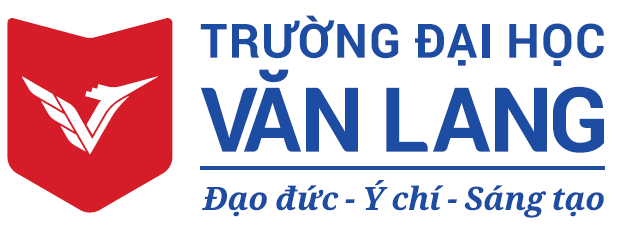 TRƯỜNG ĐẠI HỌC
VĂN LANG
Đạo đức - Ý chí - Sáng tạo